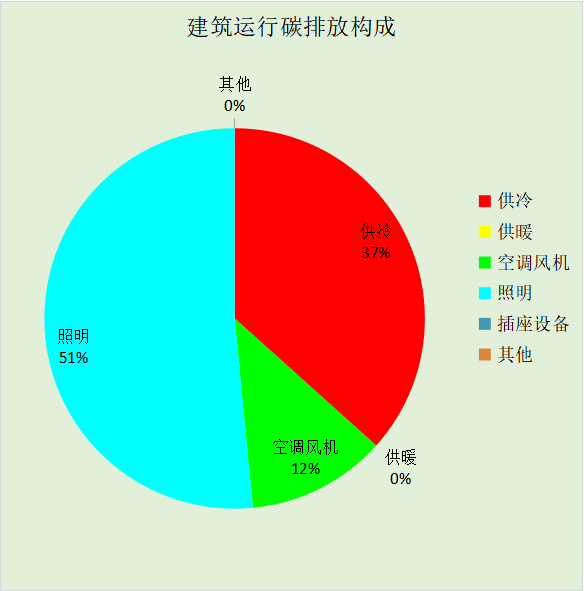 建筑运行碳排放构成
其他
0%
供冷
37%
供冷
供暖
空调风机
照明
插座设备
其他
照明
51%
空调风机
12%
供暖
0%